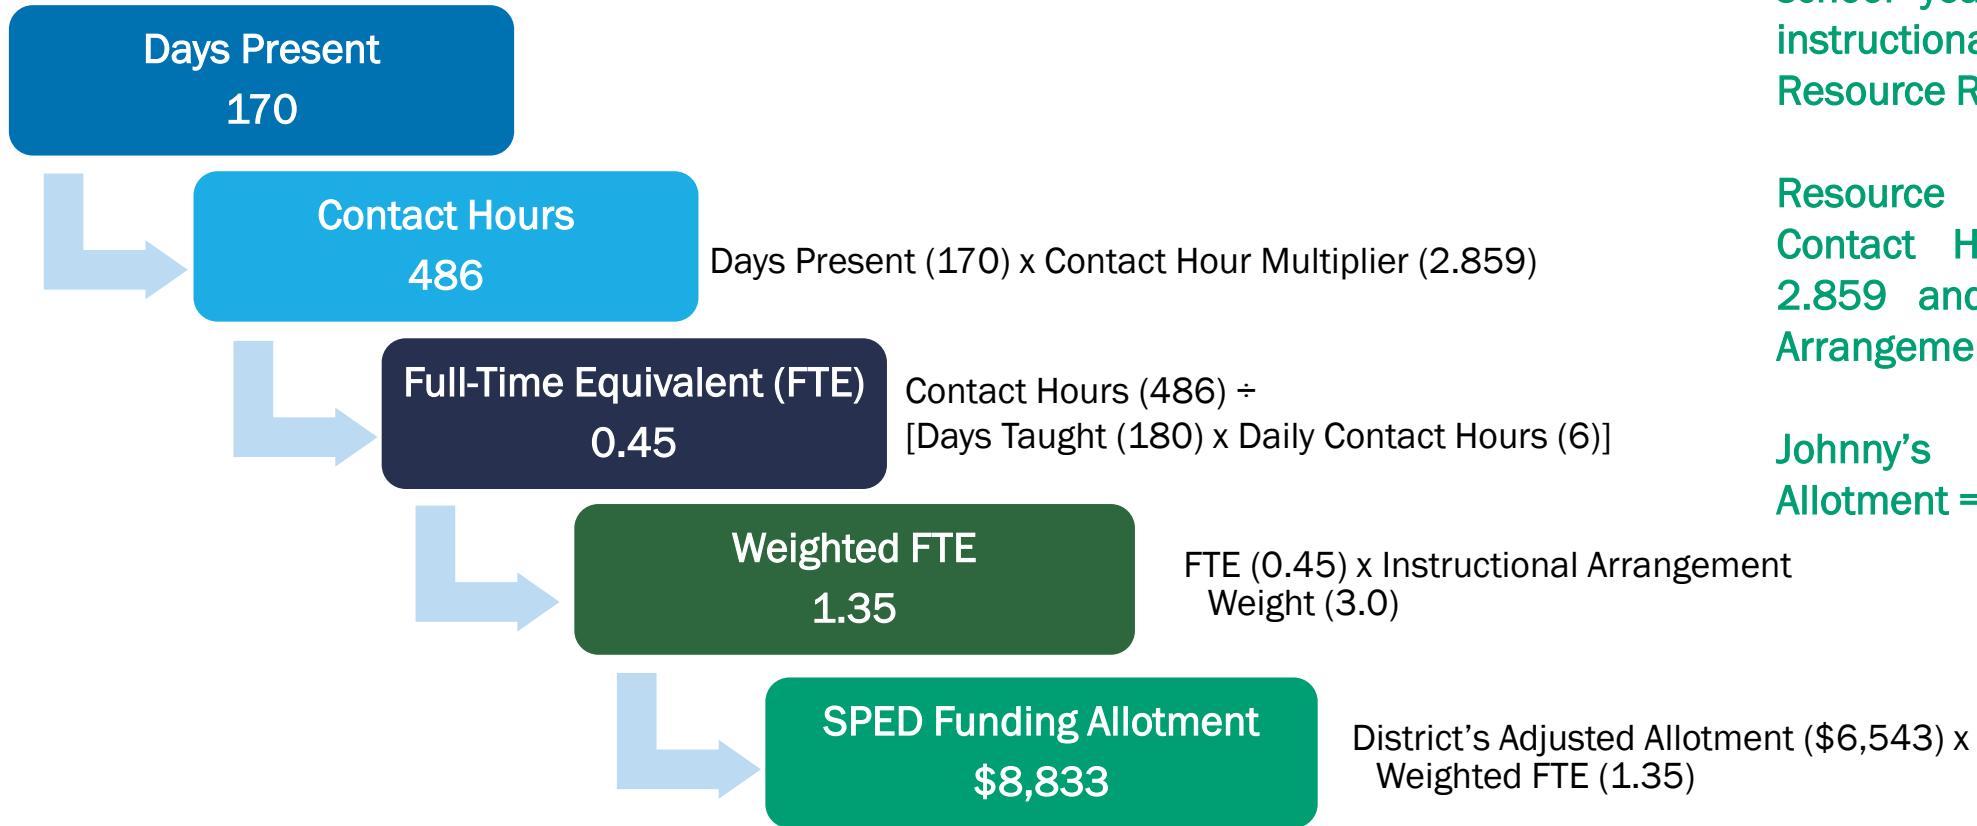 Days Present
170
Contact Hours
486
Days Present (170) x Contact Hour Multiplier (2.859)
Full-Time Equivalent (FTE)
0.45
Contact Hours (486) ÷
[Days Taught (180) x Daily Contact Hours (6)]
Weighted FTE
1.35
FTE (0.45) x Instructional Arrangement
Weight (3.0)
SPED Funding Allotment
$8,833
District's Adjusted Allotment ($6,543) x
Weighted FTE (1.35)
school
Resource
Resource
Contact
2.859
Johnny's
Allotment =